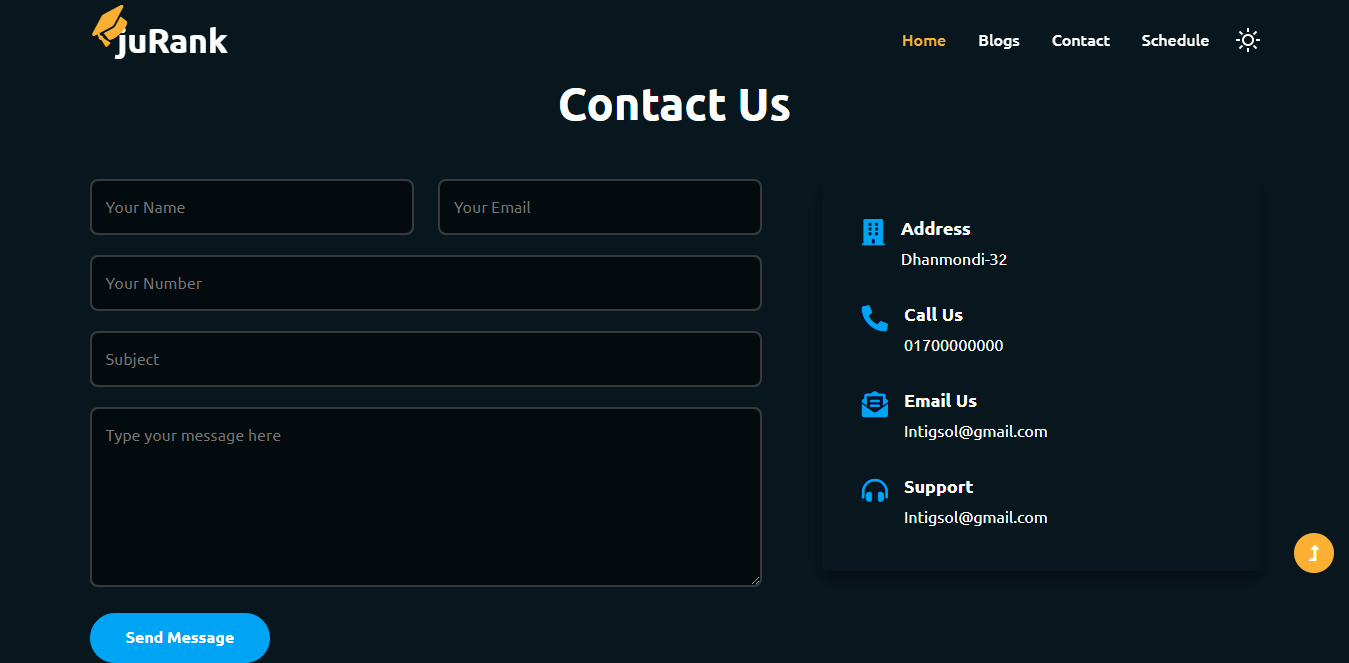 juRank
Home Blogs Contact Schedule
Contact Us
Your Name
Your Email
Your Number
Subject
Type your message here
Send Message
Address
Dhanmondi-32
Call Us
01700000000
Email Us
Intigsol@gmail.com
Support
Intigsol@gmail.com